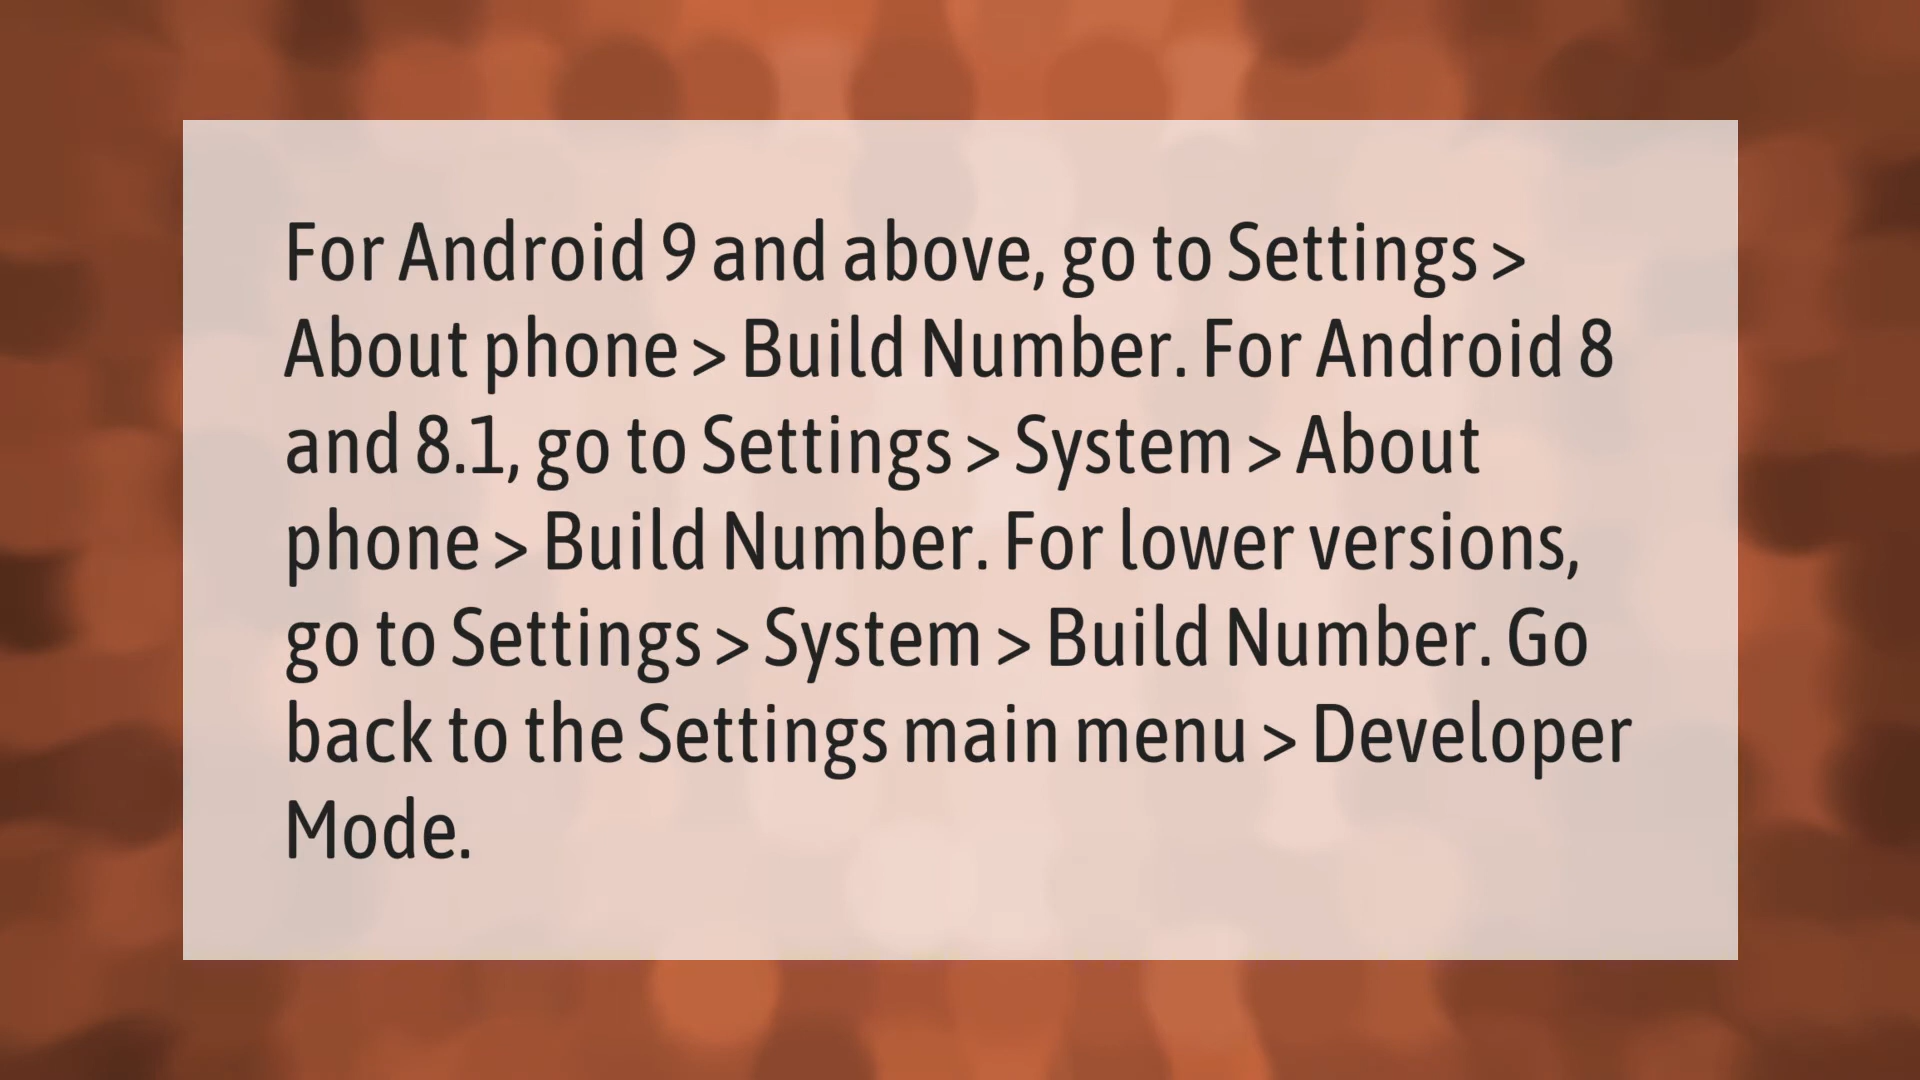 For Android 9 and above, go to Settings >
About phone > Build Number. For Android 8
and 8.1, go to Settings > System > About
phone > Build Number. For lower versions,
go to Settings > System > Build Number. Go
back to the Settings main menu > Developer
Mode.